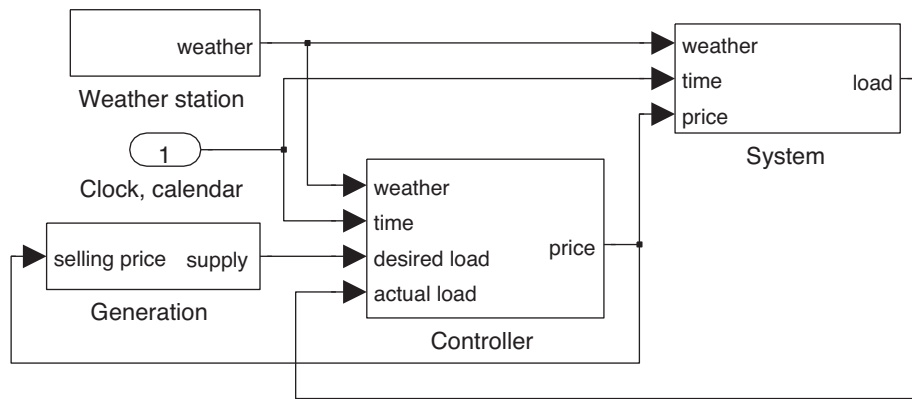 weather
Weather station
1
Clock, calendar
selling price
supply
Generation
weather
time
desired load
actual load
price
Controller
weather
time
price
load
System